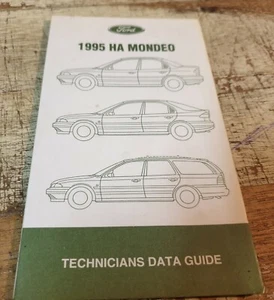 Ford
1995 HA MONDEO
TECHNICIANS DATA GUIDE